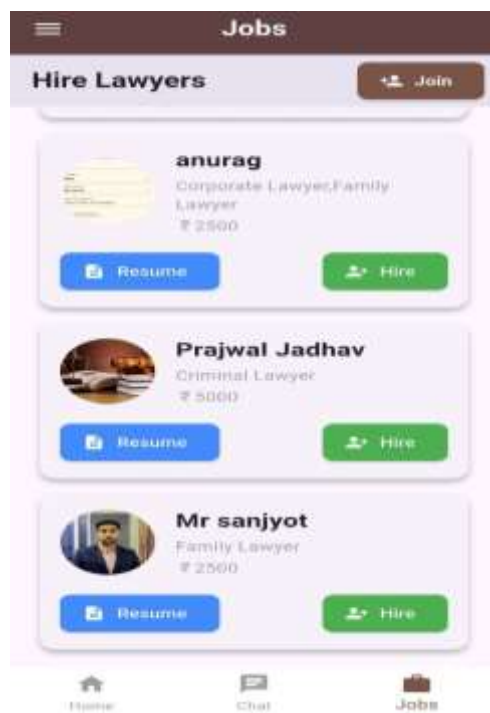 Jobs
Hire Lawyers
Join
anurag
Corporate Lawyer,Family
Lawyer
₹ 2500
Resume
Hire
Prajwal Jadhav
Criminal Lawyer
₹ 5000
Resume
Hire
Mr sanjyot
Family Lawyer
₹ 2500
Resume
Hire
Home
Chat
Jobs